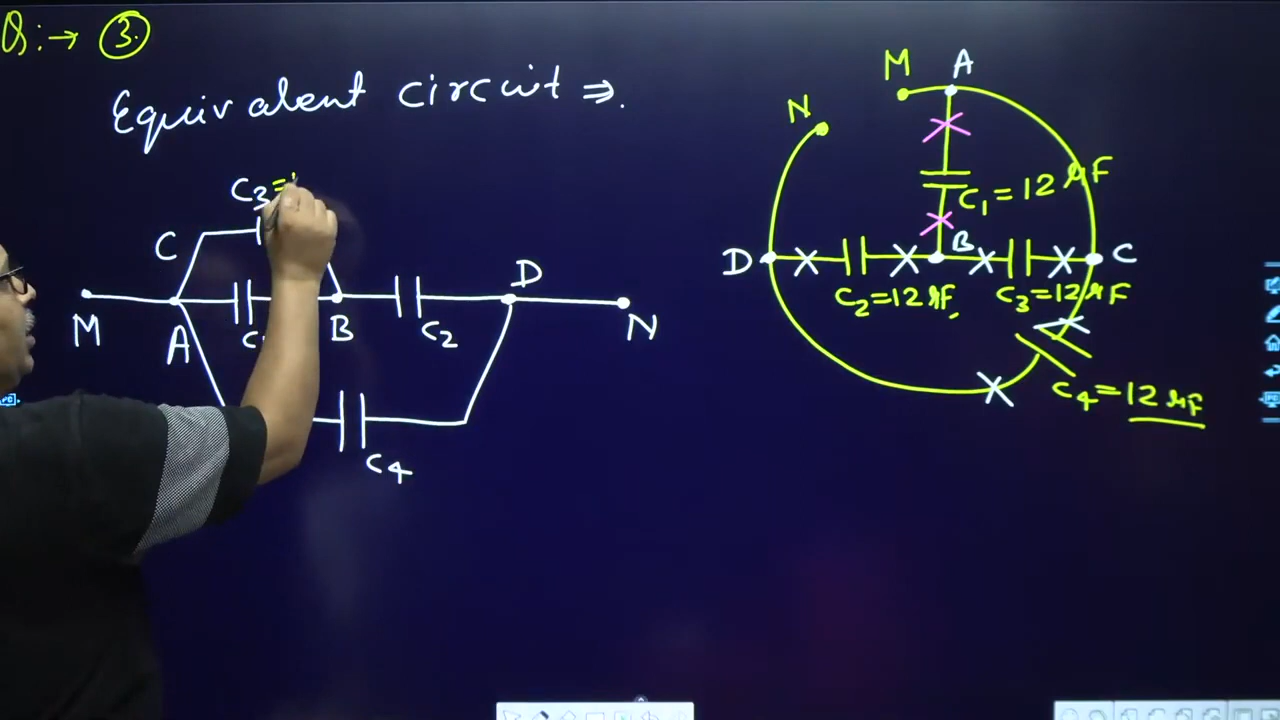 Q:→ ③.
Equivalent circuit ⇒.
C3=
C
M
A
B
C2
D
N
C4
M
A
N
C1=12 μF
D
B
C
C2=12 μF,
C3=12 μF
C4=12 μF